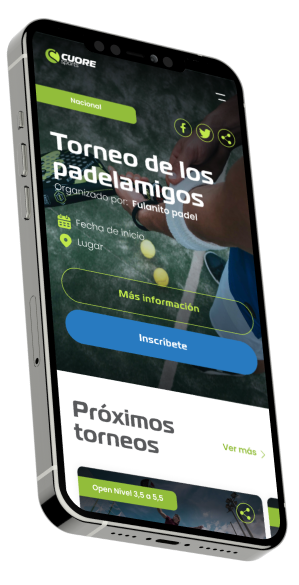 CUORE
sports
Nacional
Torneo de los
padelamigos
Organizado por: Fulanito padel
Fecha de inicio
Lugar
Más información
Inscribete
Próximos
torneos
Ver más
Open Nivel 3,5 a 5,5